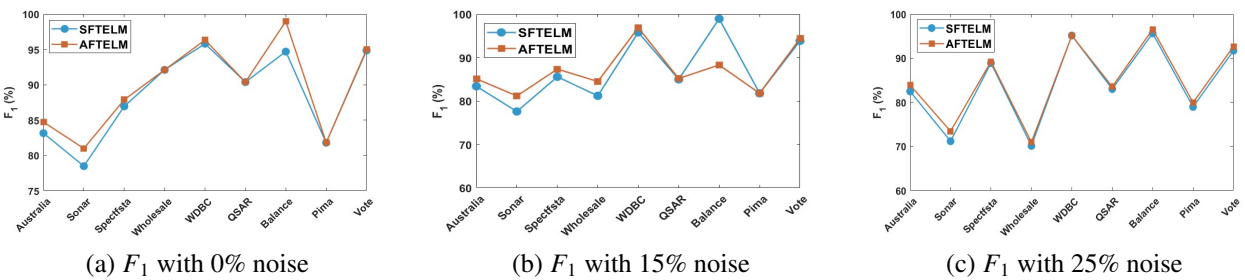 100
95
90
85
80
75
F1 (%)
SFTELM
AFTELM
Australia
Sonar
Spectfsta
Wholesale
WDBC
QSAR
Balance
Pima
Vote
(a) F1 with 0% noise
100
90
80
70
60
F1 (%)
SFTELM
AFTELM
Australia
Sonar
Spectfsta
Wholesale
WDBC
QSAR
Balance
Pima
Vote
(b) F1 with 15% noise
100
90
80
70
60
F1 (%)
SFTELM
AFTELM
Australia
Sonar
Spectfsta
Wholesale
WDBC
QSAR
Balance
Pima
Vote
(c) F1 with 25% noise